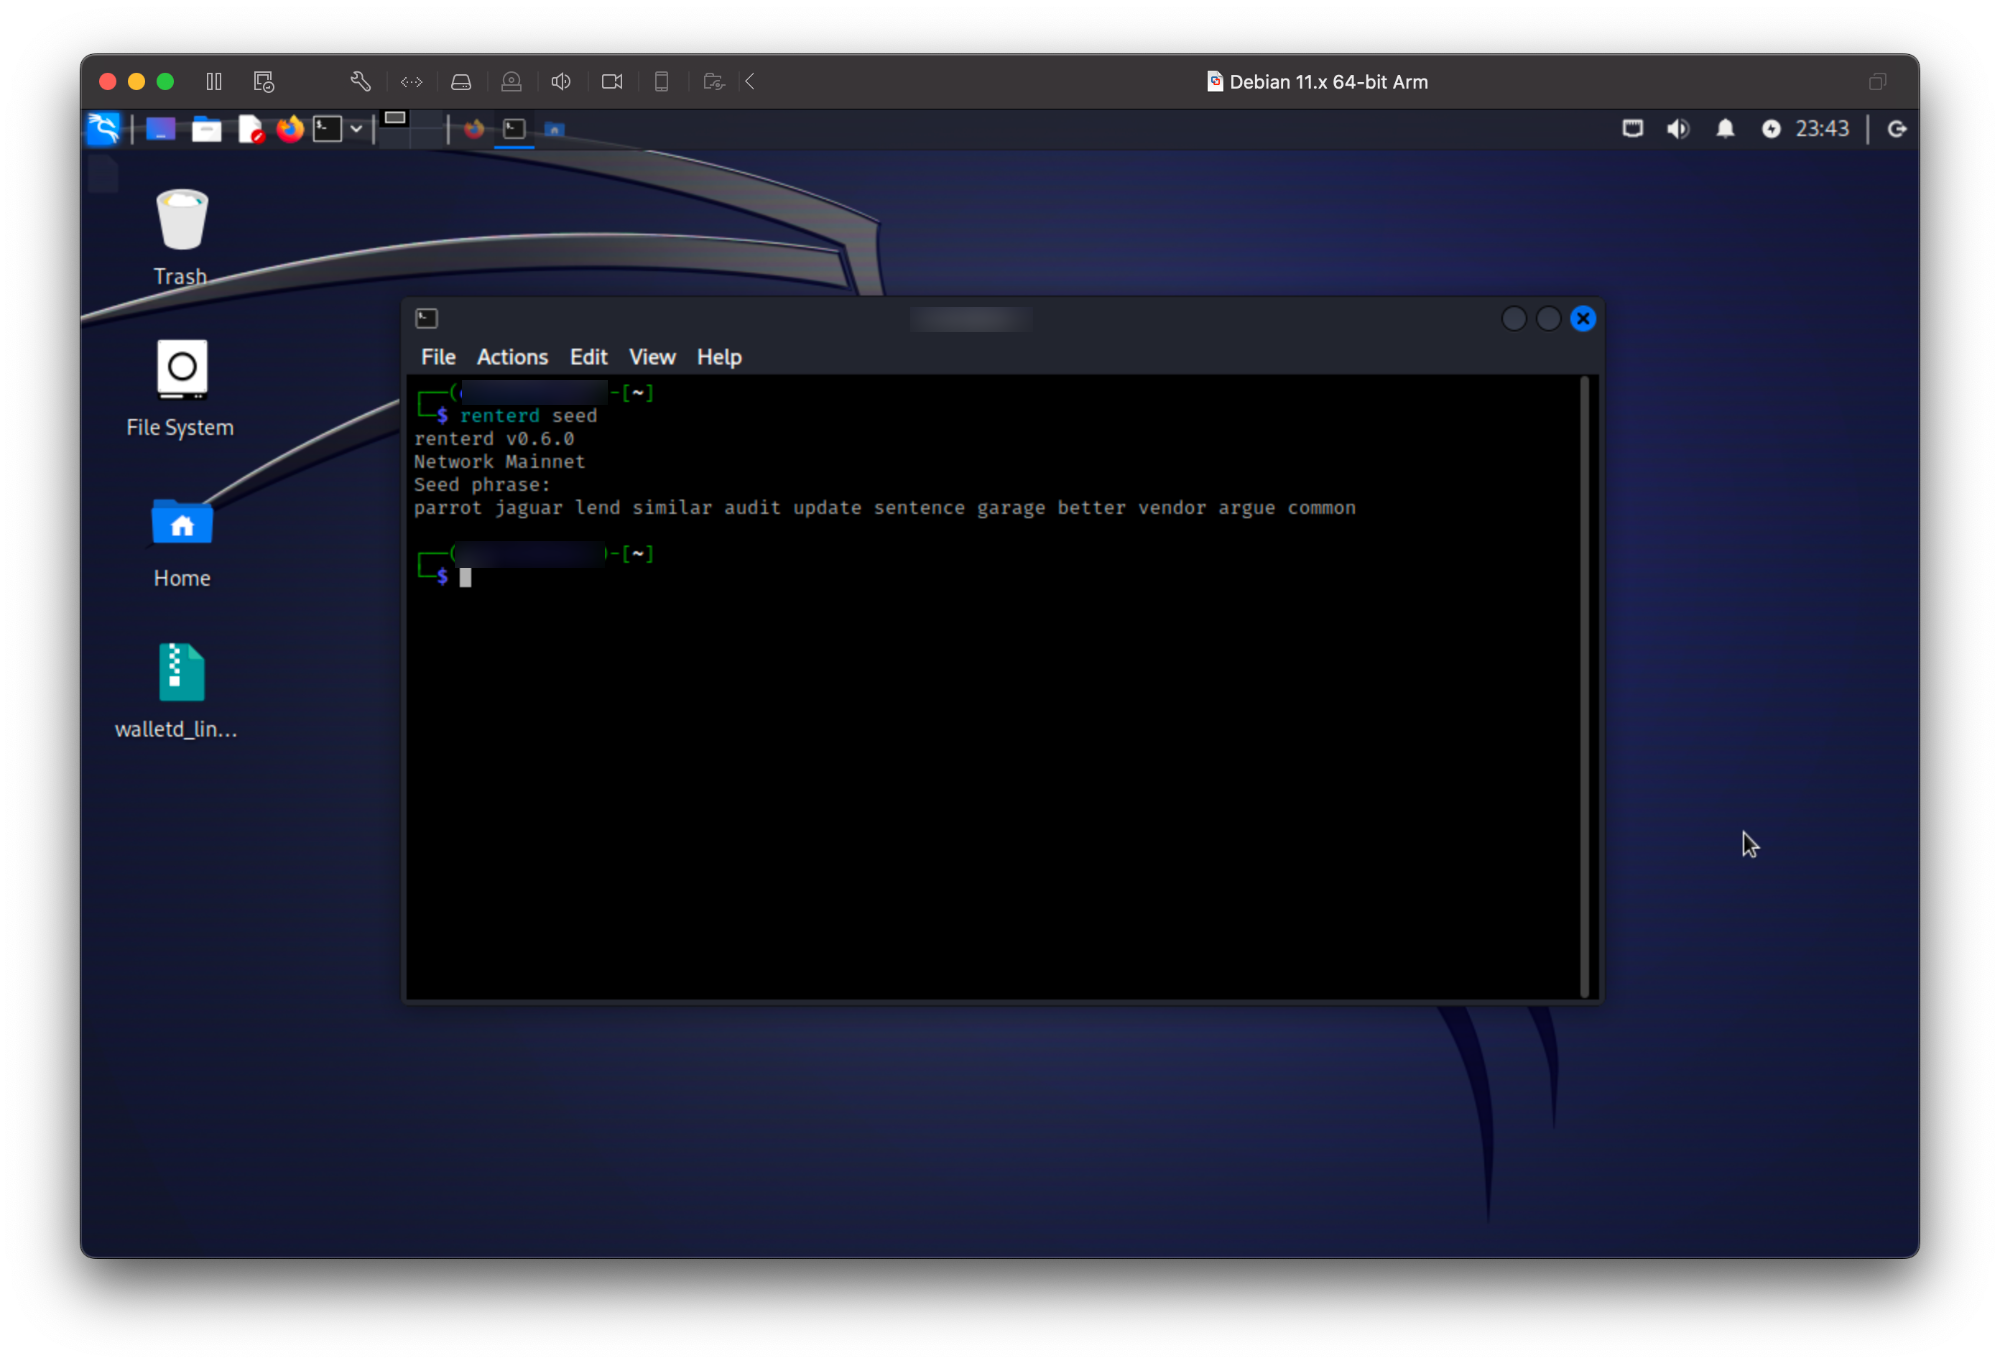 Debian 11.x 64-bit Arm
23:43
Trash
File System
Home
walletd_lin...
File Actions Edit View Help
┌──( -[~]
└─$ renterd seed
renterd v0.6.0
Network Mainnet
Seed phrase:
parrot jaguar lend similar audit update sentence garage better vendor argue common
┌──( )-[~]
└─$